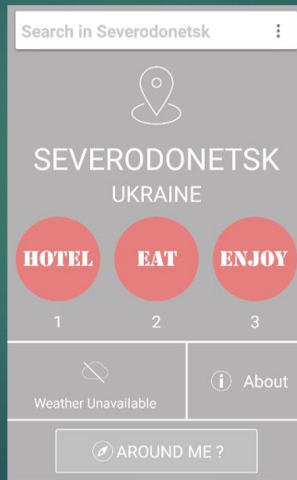 Search in Severodonetsk
SEVERODONETSK
UKRAINE
HOTEL EAT ENJOY
1 2 3
Weather Unavailable
About
AROUND ME ?